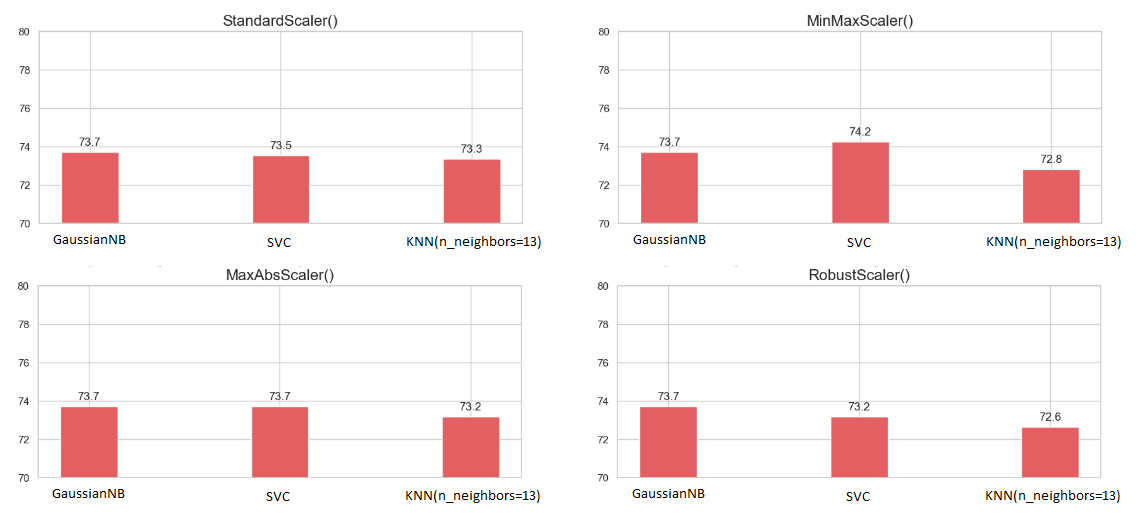 StandardScaler()
80
78
76
74
72
70
73.7
73.5
73.3
GaussianNB
SVC
KNN(n_neighbors=13)
MinMaxScaler()
80
78
76
74
72
70
73.7
74.2
72.8
GaussianNB
SVC
KNN(n_neighbors=13)
MaxAbsScaler()
80
78
76
74
72
70
73.7
73.7
73.2
GaussianNB
SVC
KNN(n_neighbors=13)
RobustScaler()
80
78
76
74
72
70
73.7
73.2
72.6
GaussianNB
SVC
KNN(n_neighbors=13)